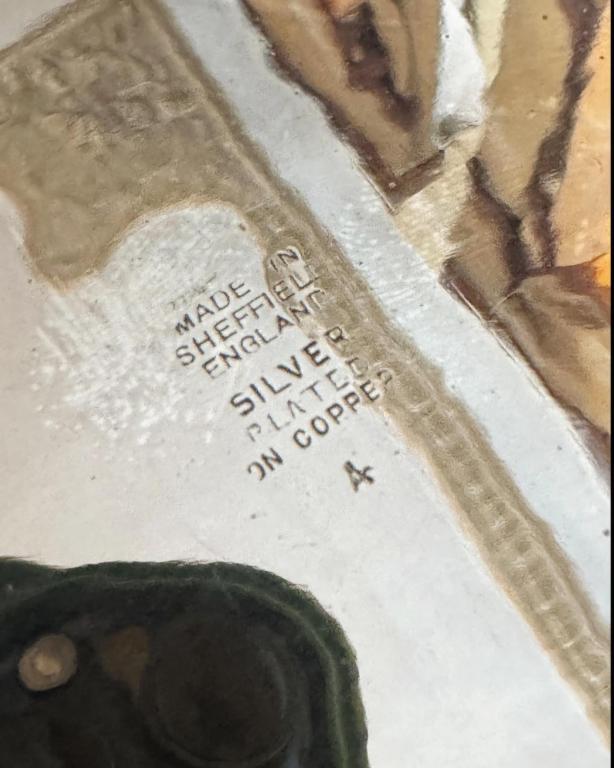 MADE IN
SHEFFIELD
ENGLAND
SILVER
PLATED
ON COPPER
A